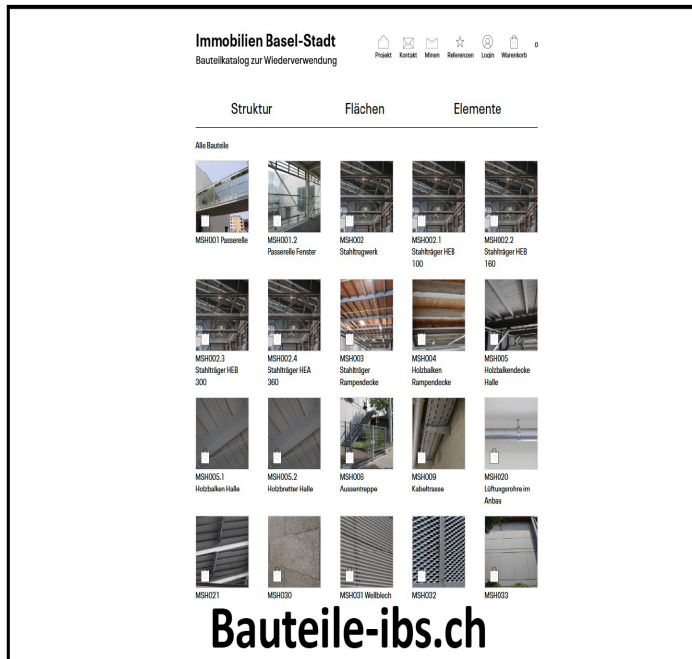 Immobilien Basel-Stadt
Bauteilkatalog zur Wiederverwendung
Projekt Kontakt Minen Referenzen Login Warenkorb 0
Struktur Flächen Elemente
Alle Bauteile
MSH001 Passerelle
MSH001.2
Passerelle Fenster
MSH002
Stahltragwerk
MSH002.1
Stahlträger HEB
100
MSH002.2
Stahlträger HEB
160
MSH002.3
Stahlträger HEB
300
MSH002.4
Stahlträger HEA
360
MSH003
Stahlträger
Rampendecke
MSH004
Holzbalken
Rampendecke
MSH005
Holzbalkendecke
Halle
MSH005.1
Holzbalken Halle
MSH005.2
Holzbretter Halle
MSH006
Aussentreppe
MSH009
Kabeltrasse
MSH020
Lüftungsrohre im
Anbau
MSH021
MSH030
MSH031 Wellblech
MSH032
MSH033
Bauteile-ibs.ch